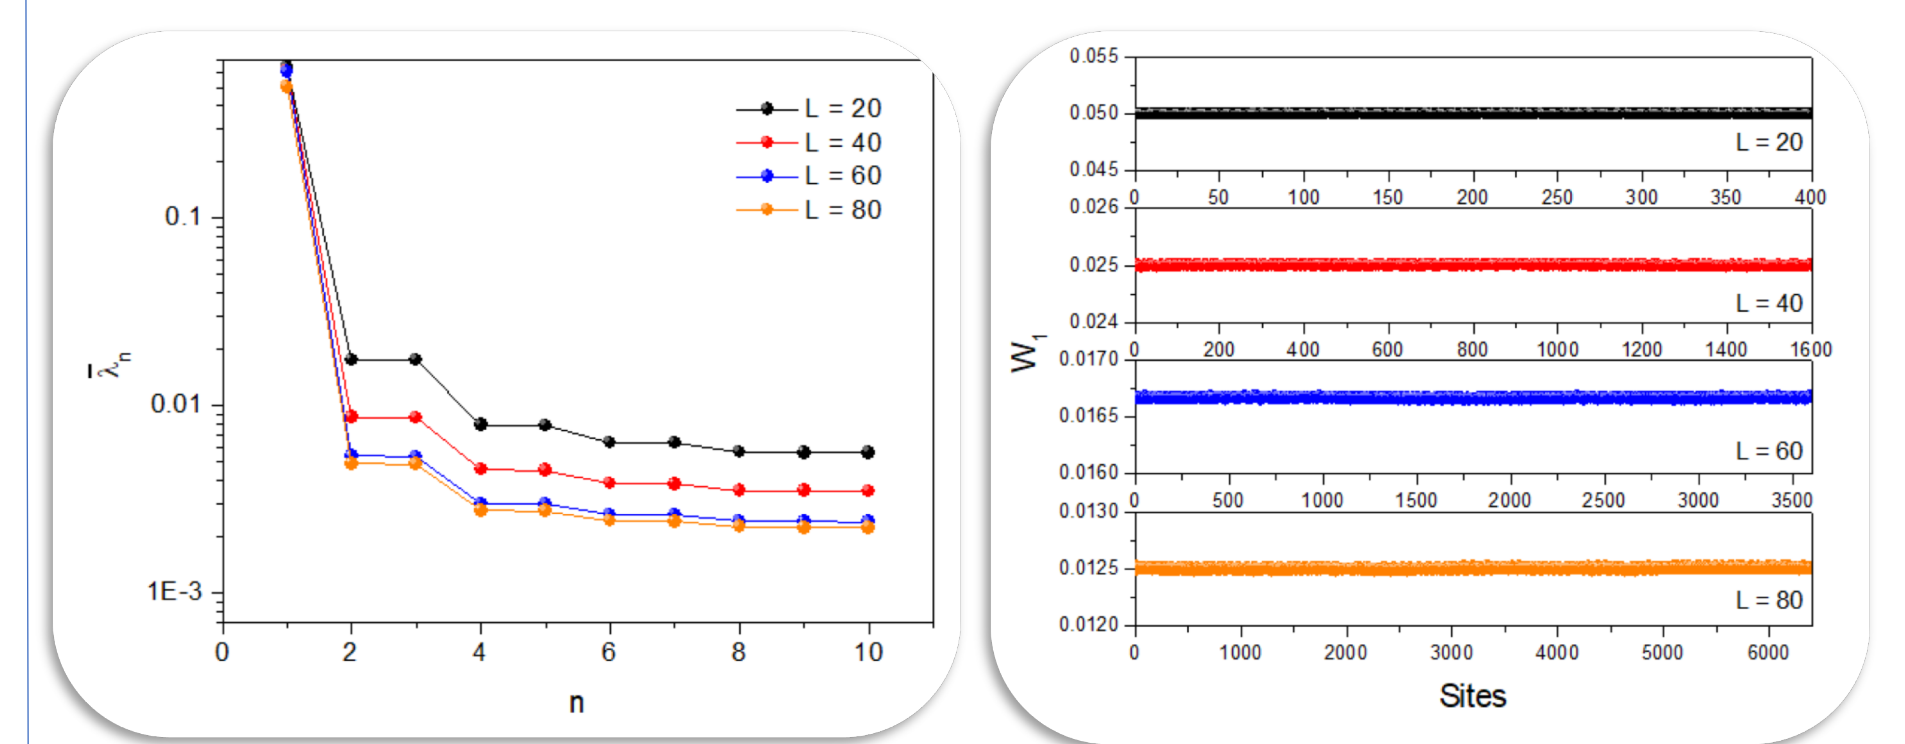 L = 20
L = 40
L = 60
L = 80
0.1
0.01
1E-3
λ̄n
0 2 4 6 8 10
n
0.055
0.050
0.045
L = 20
0 50 100 150 200 250 300 350 400
0.026
0.025
0.024
L = 40
0 200 400 600 800 1000 1200 1400 1600
W1
0.0170
0.0165
0.0160
L = 60
0 500 1000 1500 2000 2500 3000 3500
0.0130
0.0125
0.0120
L = 80
0 1000 2000 3000 4000 5000 6000
Sites